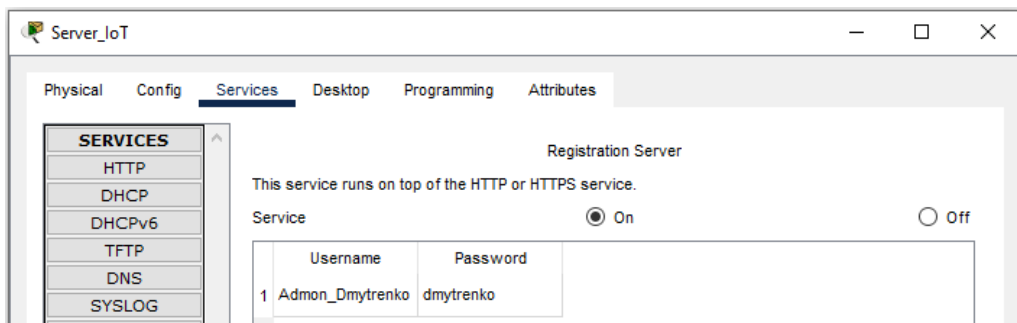 Server_IoT
Physical Config Services Desktop Programming Attributes
SERVICES
HTTP
DHCP
DHCPv6
TFTP
DNS
SYSLOG
Registration Server
This service runs on top of the HTTP or HTTPS service.
Service On Off
Username Password
1 Admon_Dmytrenko dmytrenko